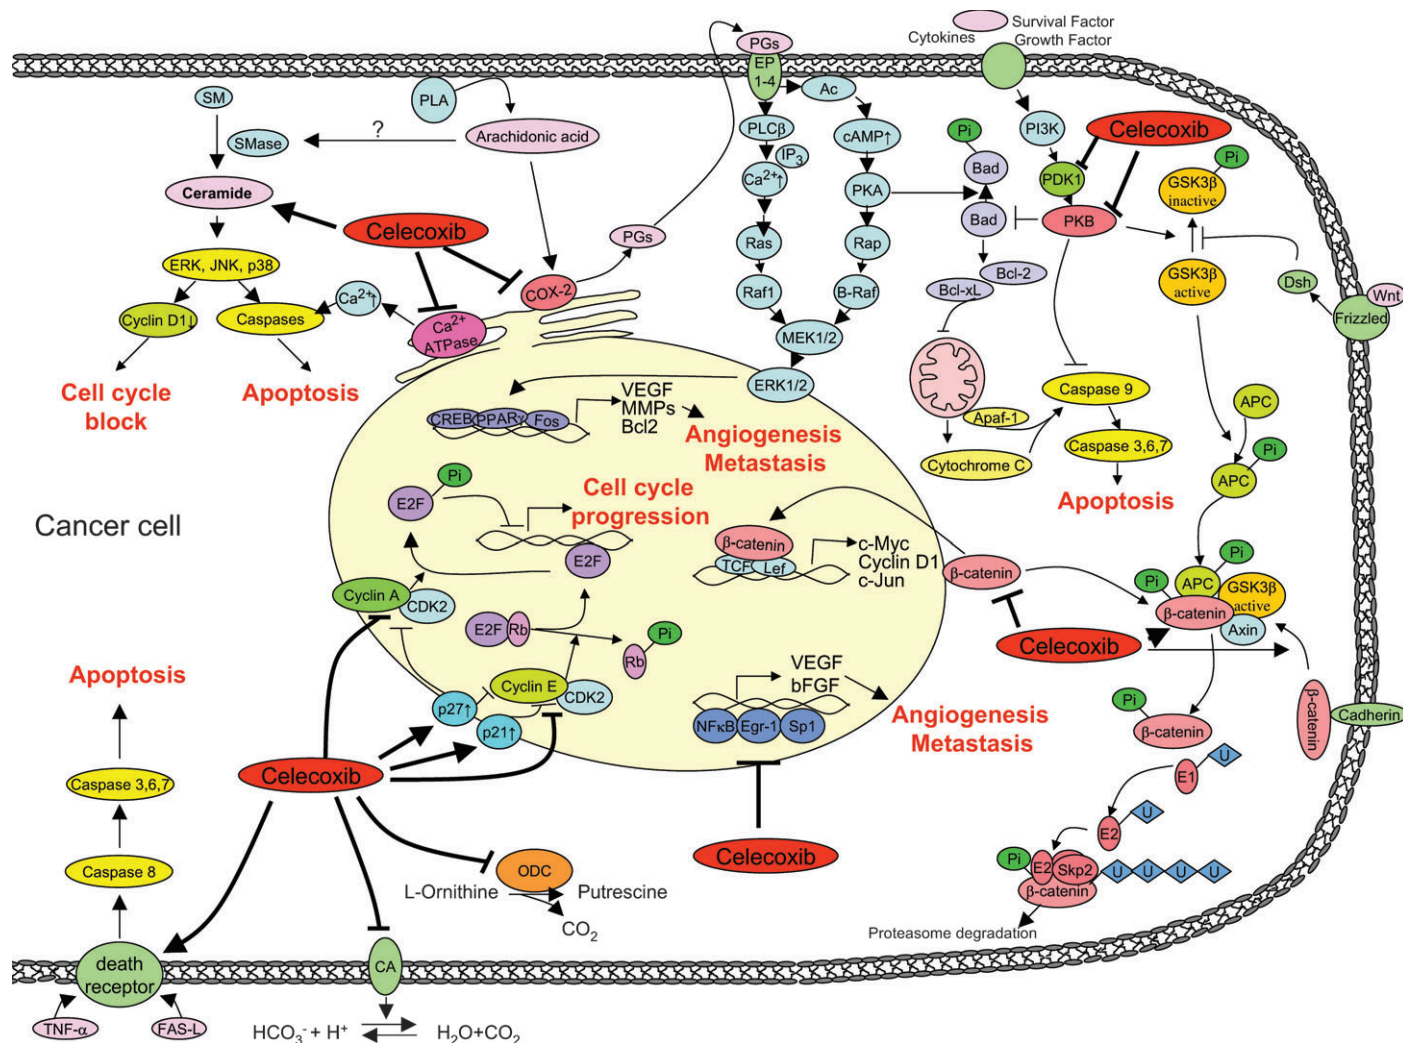 Survival Factor
Cytokines
Growth Factor
PGs
EP
1-4
SM
PLA
Ac
?
SMase
Arachidonic acid
PLCβ
cAMP↑
Pi
PI3K
Celecoxib
IP3
Pi
Bad
Ceramide
Ca2+↑
PKA
PDK1
GSK3β
inactive
Celecoxib
PGs
Bad
PKB
Ras
Rap
ERK, JNK, p38
Bcl-2
GSK3β
active
Dsh
Wnt
COX-2
Raf1
B-Raf
Bcl-xL
Frizzled
Cyclin D1↓
Caspases
Ca2+↑
Ca2+
ATPase
MEK1/2
Cell cycle
block
Apoptosis
ERK1/2
Caspase 9
VEGF
MMPs
Bcl2
CREB
PPARγ
Fos
Apaf-1
APC
Angiogenesis
Metastasis
Caspase 3,6,7
Pi
Cytochrome C
APC
Pi
E2F
Cell cycle
progression
Apoptosis
Cancer cell
β-catenin
c-Myc
Cyclin D1
c-Jun
TCF
Lef
E2F
β-catenin
Pi
Pi
APC
GSK3β
active
β-catenin
Axin
Cyclin A
CDK2
E2F
Rb
Pi
Rb
Celecoxib
Apoptosis
Cyclin E
CDK2
VEGF
bFGF
p27↑
p21↑
NFκB
Egr-1
Sp1
Angiogenesis
Metastasis
Pi
β-catenin
β-catenin
Cadherin
Celecoxib
Caspase 3,6,7
E1
U
E2
U
Celecoxib
Caspase 8
ODC
L-Ornithine
Putrescine
CO2
Pi
E2
Skp2
β-catenin
U
U
U
U
Proteasome degradation
death
receptor
CA
TNF-α
FAS-L
HCO3- + H+
H2O+CO2